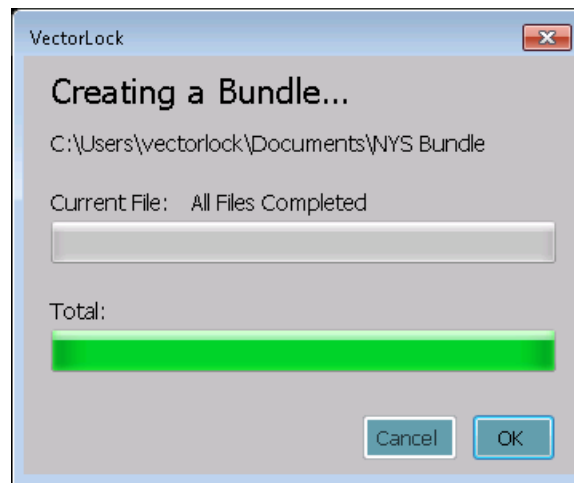 VectorLock
Creating a Bundle...
C:\Users\vectorlock\Documents\NYS Bundle
Current File: All Files Completed
Total:
Cancel OK